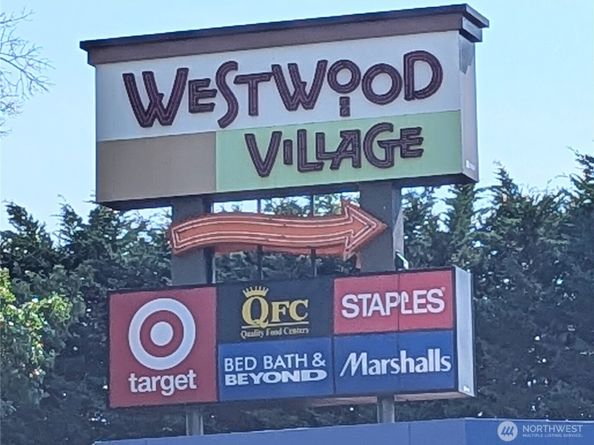 WESTWOOD
VILLAGE
target
QFC
Quality Food Centers
STAPLES
BED BATH &
BEYOND
Marshalls
NORTHWEST
MULTIPLE LISTING SERVICE